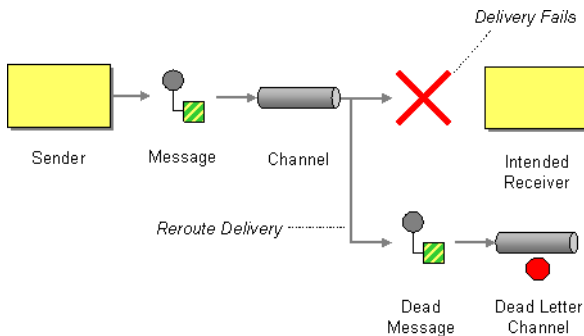 Delivery Fails
Sender
Message
Channel
Intended
Receiver
Reroute Delivery
Dead
Message
Dead Letter
Channel